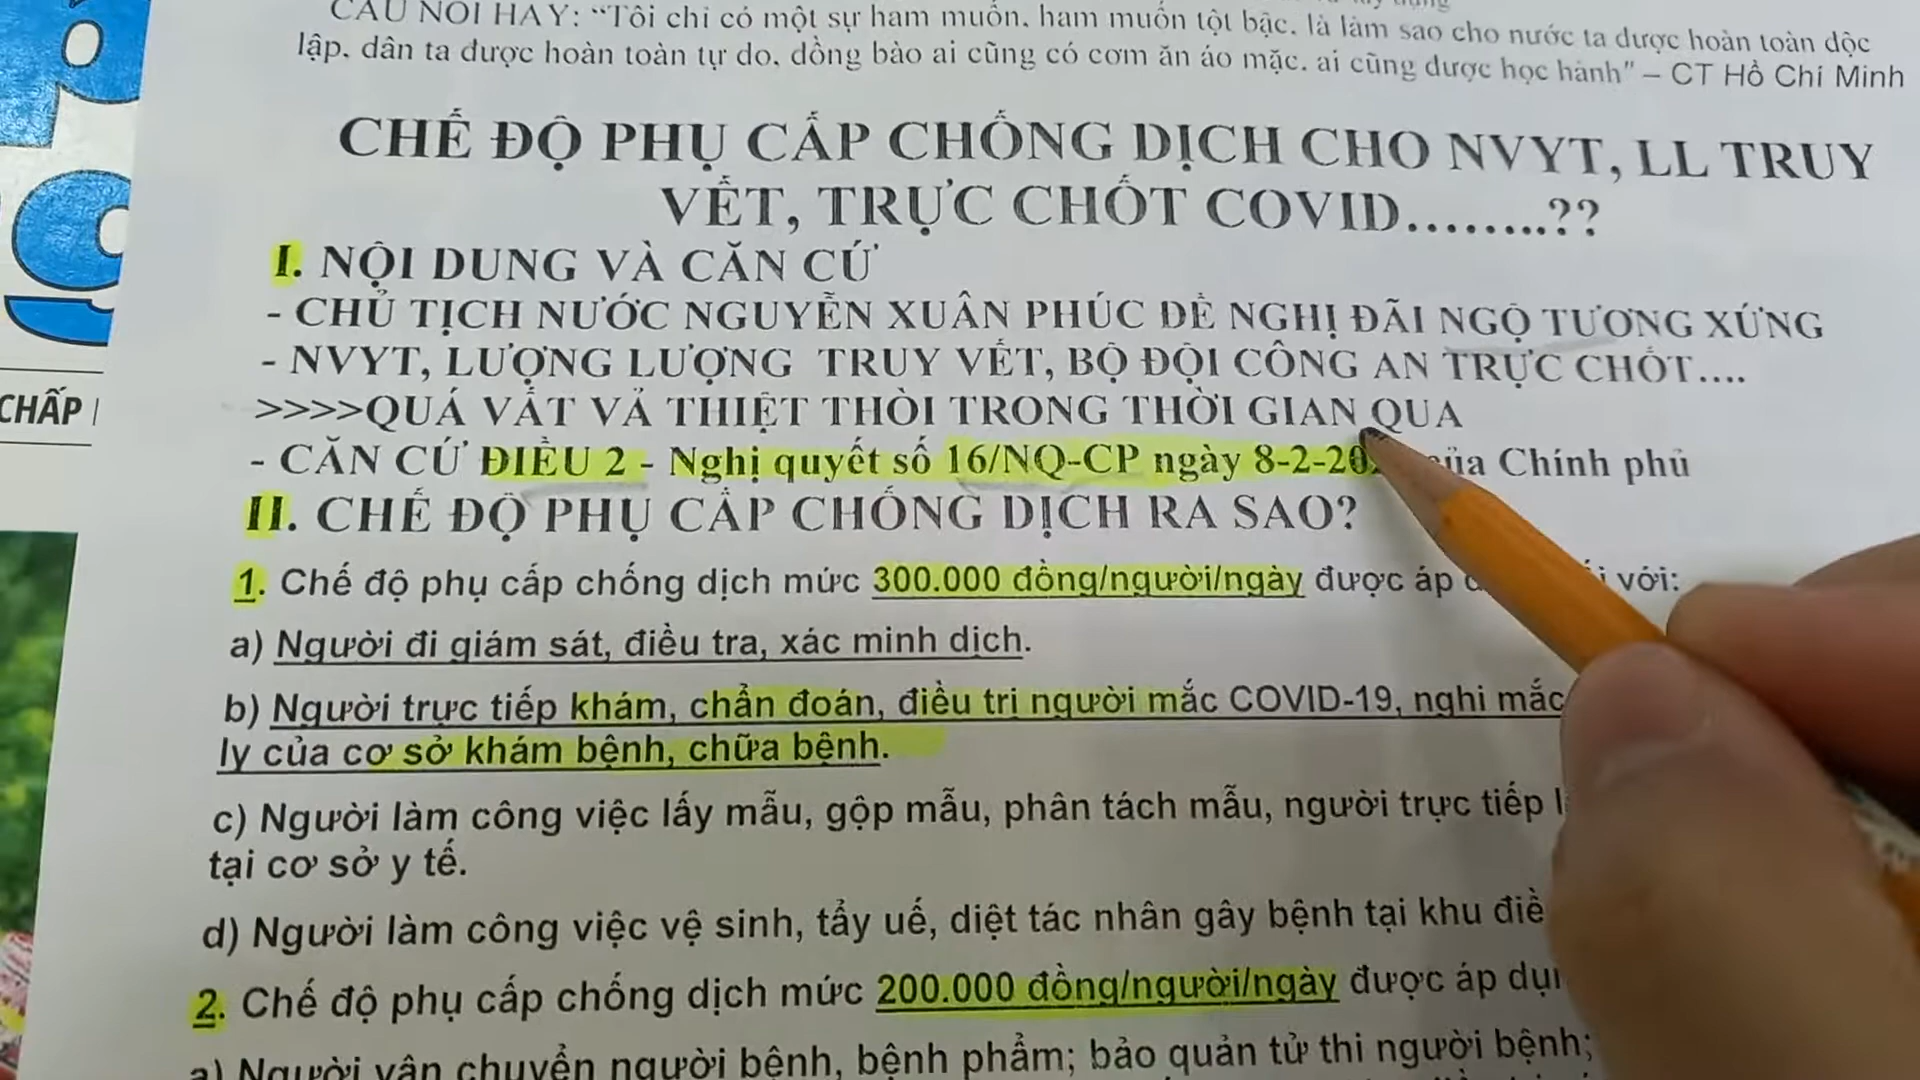 CÂU NÓI HAY: “Tôi chỉ có một sự ham muốn, ham muốn tột bậc, là làm sao cho nước ta được hoàn toàn độc
lập, dân ta được hoàn toàn tự do, đồng bào ai cũng có cơm ăn áo mặc, ai cũng được học hành" – CT Hồ Chí Minh
CHẾ ĐỘ PHỤ CẤP CHỐNG DỊCH CHO NVYT, LL TRUY
VẾT, TRỰC CHỐT COVID........??
I. NỘI DUNG VÀ CĂN CỨ
- CHỦ TỊCH NƯỚC NGUYỄN XUÂN PHÚC ĐỀ NGHỊ ĐÃI NGỘ TƯƠNG XỨNG
- NVYT, LƯỢNG LƯỢNG TRUY VẾT, BỘ ĐỘI CÔNG AN TRỰC CHỐT....
>>>>QUÁ VẤT VẢ THIỆT THÒI TRONG THỜI GIAN QUA
- CĂN CỨ ĐIỀU 2 - Nghị quyết số 16/NQ-CP ngày 8-2-20 của Chính phủ
II. CHẾ ĐỘ PHỤ CẤP CHỐNG DỊCH RA SAO?
1. Chế độ phụ cấp chống dịch mức 300.000 đồng/người/ngày được áp với:
a) Người đi giám sát, điều tra, xác minh dịch.
b) Người trực tiếp khám, chẩn đoán, điều trị người mắc COVID-19, nghi mắc
ly của cơ sở khám bệnh, chữa bệnh.
c) Người làm công việc lấy mẫu, gộp mẫu, phân tách mẫu, người trực tiếp
tại cơ sở y tế.
d) Người làm công việc vệ sinh, tẩy uế, diệt tác nhân gây bệnh tại khu
2. Chế độ phụ cấp chống dịch mức 200.000 đồng/người/ngày được áp
a) Người vận chuyển người bệnh, bệnh phẩm; bảo quản tử thi người bệnh;
CHẤP